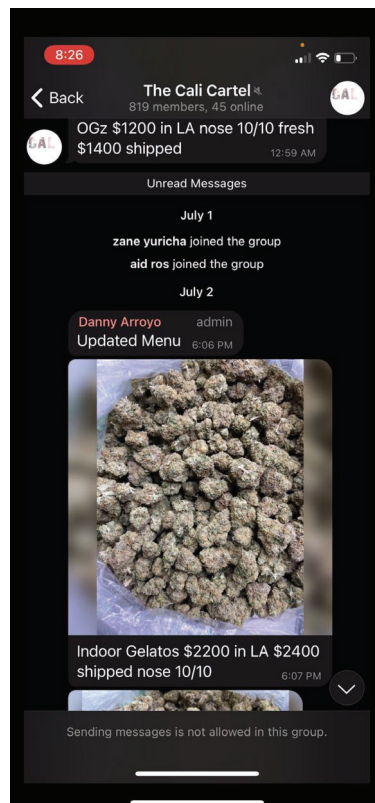 8:26
Back
The Cali Cartel
819 members, 45 online
GAL
GAL
OGz $1200 in LA nose 10/10 fresh
$1400 shipped
12:59 AM
Unread Messages
July 1
zane yuricha joined the group
aid ros joined the group
July 2
Danny Arroyo admin
Updated Menu 6:06 PM
Indoor Gelatos $2200 in LA $2400
shipped nose 10/10
6:07 PM
Sending messages is not allowed in this group.